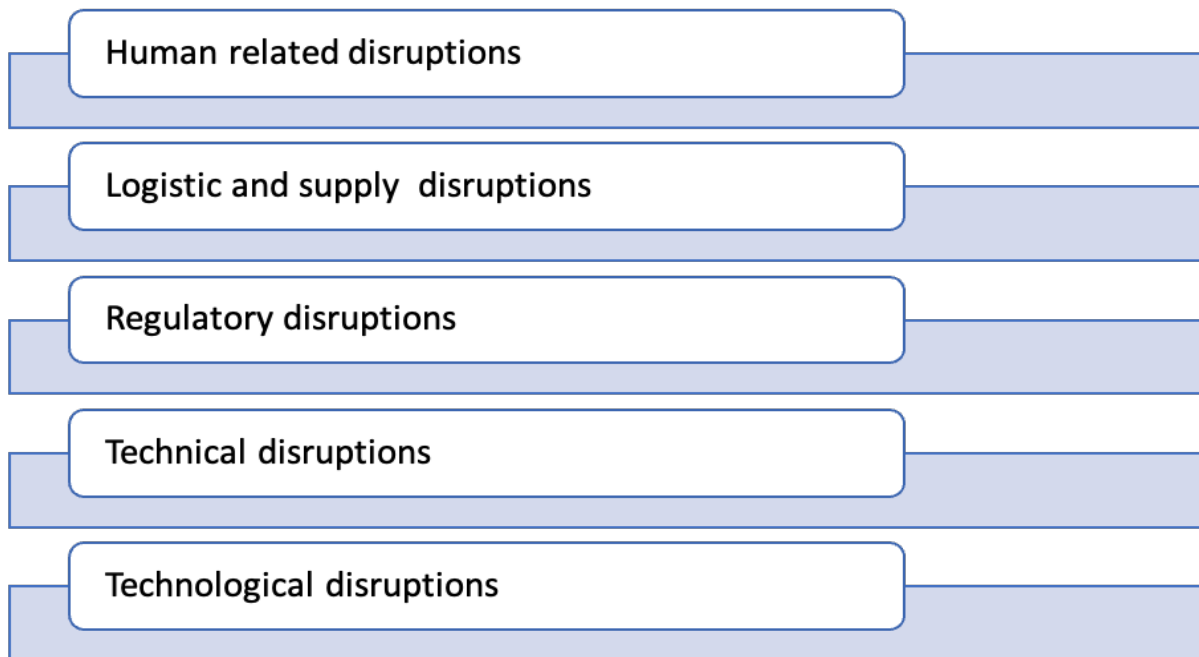 Human related disruptions
Logistic and supply  disruptions
Regulatory disruptions
Technical disruptions
Technological disruptions